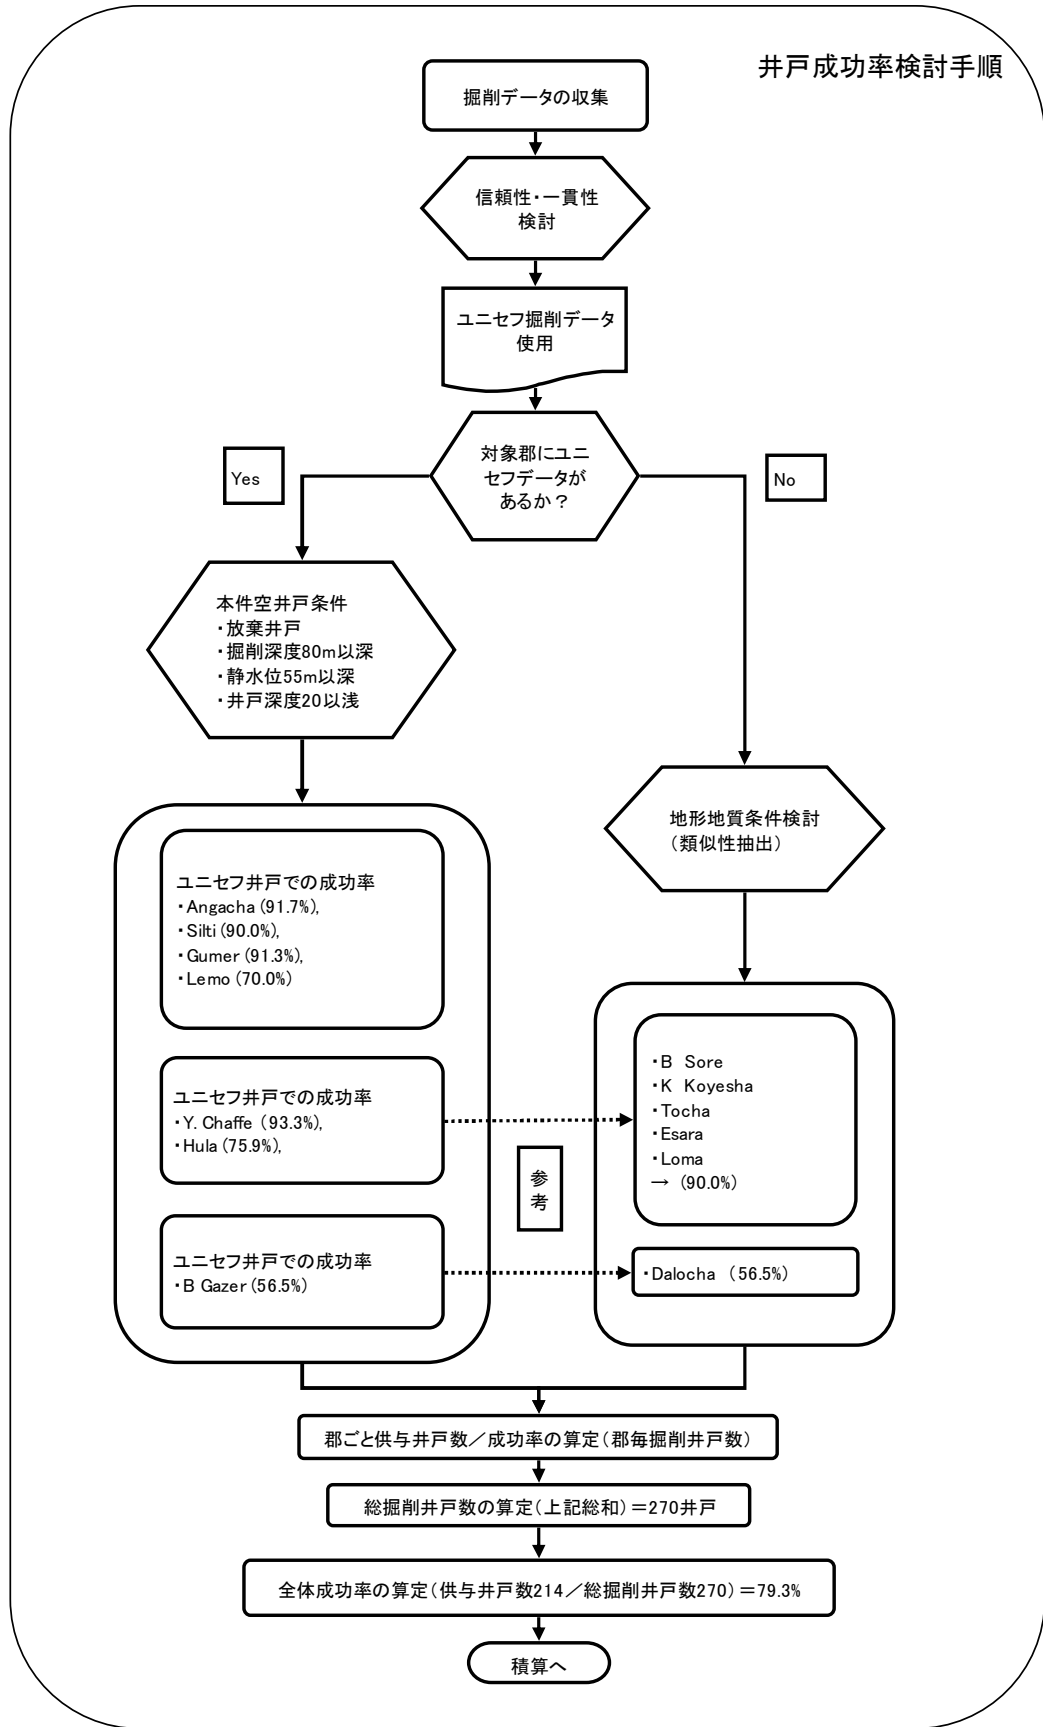 井戸成功率検討手順
掘削データの収集
信頼性・一貫性
検討
ユニセフ掘削データ
使用
対象郡にユニ
セフデータが
あるか？
Yes
No
本件空井戸条件
・放棄井戸
・掘削深度80m以深
・静水位55m以深
・井戸深度20以浅
地形地質条件検討
（類似性抽出）
ユニセフ井戸での成功率
・Angacha (91.7%),
・Silti (90.0%),
・Gumer (91.3%),
・Lemo (70.0%)
ユニセフ井戸での成功率
・Y. Chaffe （93.3%),
・Hula (75.9%),
ユニセフ井戸での成功率
・B Gazer (56.5%)
参
考
・B Sore
・K Koyesha
・Tocha
・Esara
・Loma
→ (90.0%)
・Dalocha （56.5%）
郡ごと供与井戸数／成功率の算定（郡毎掘削井戸数）
総掘削井戸数の算定（上記総和）＝270井戸
全体成功率の算定（供与井戸数214／総掘削井戸数270）＝79.3%
積算へ